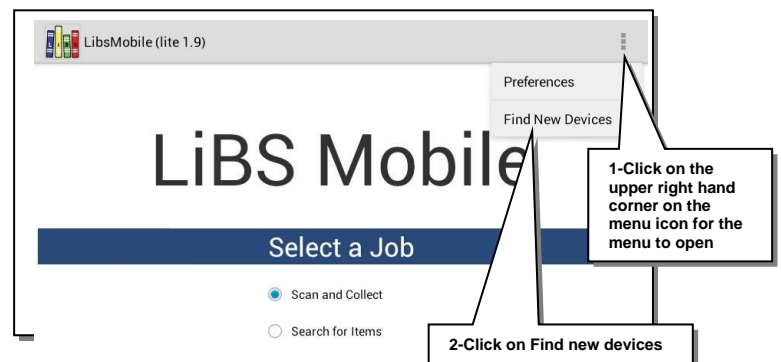 LibsMobile (lite 1.9)
Preferences
Find New Devices
LiBS Mobile
1-Click on the
upper right hand
corner on the
menu icon for the
menu to open
Select a Job
Scan and Collect
Search for Items
2-Click on Find new devices